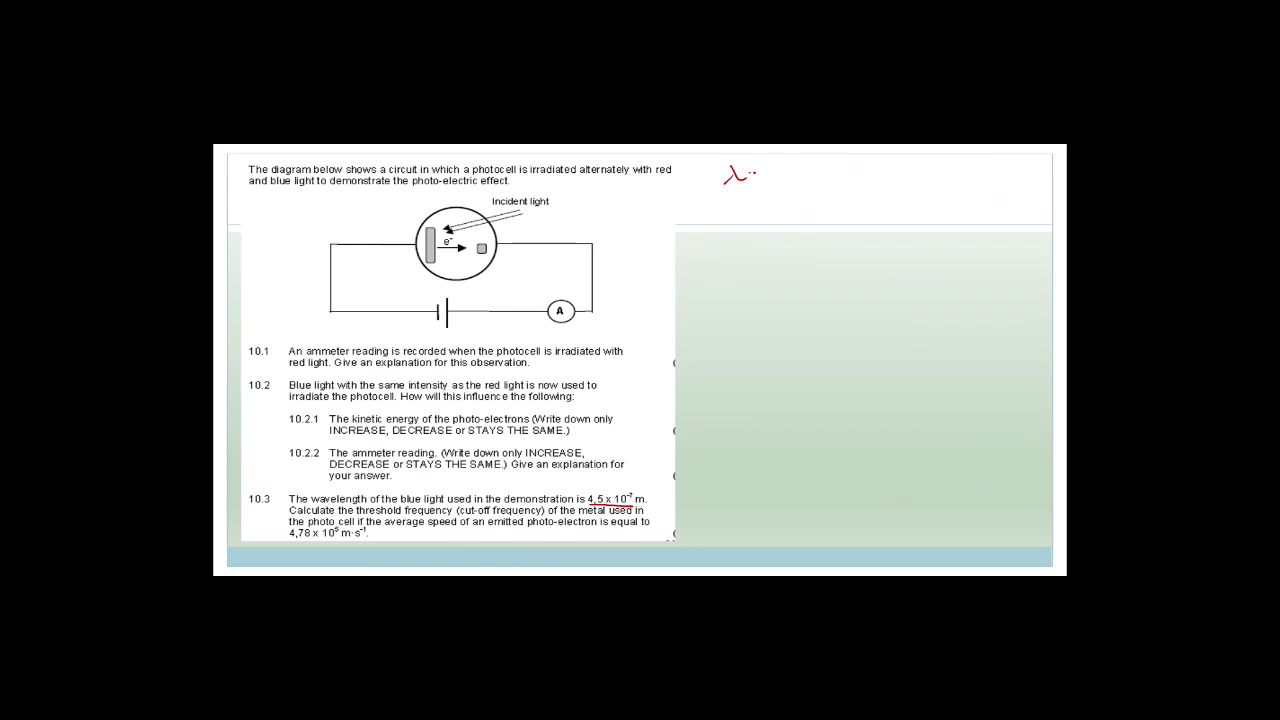 The diagram below shows a circuit in which a photocell is irradiated alternately with red
and blue light to demonstrate the photo-electric effect.
Incident light
e⁻
A
10.1 An ammeter reading is recorded when the photocell is irradiated with
red light. Give an explanation for this observation.
10.2 Blue light with the same intensity as the red light is now used to
irradiate the photocell. How will this influence the following:
10.2.1 The kinetic energy of the photo-electrons (Write down only
INCREASE, DECREASE or STAYS THE SAME.)
10.2.2 The ammeter reading. (Write down only INCREASE,
DECREASE or STAYS THE SAME.) Give an explanation for
your answer.
10.3 The wavelength of the blue light used in the demonstration is 4,5 x 10⁻⁷ m.
Calculate the threshold frequency (cut-off frequency) of the metal used in
the photo cell if the average speed of an emitted photo-electron is equal to
4,78 x 10⁵ m·s⁻¹.
λ